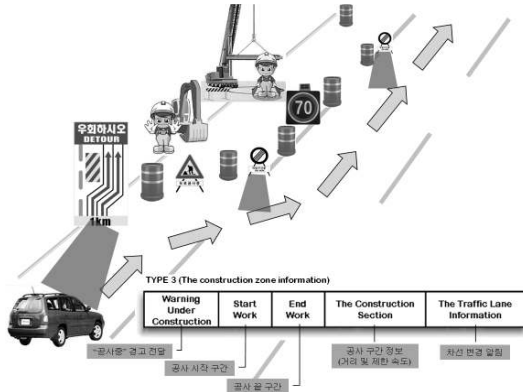 우회하시오
DETOUR
1km
70
TYPE 3 (The construction zone information)
Warning Under Construction
Start Work
End Work
The Construction Section
The Traffic Lane Information
"공사중" 경고 전달
공사 시작 구간
공사 끝 구간
공사 구간 정보
(거리 및 제한 속도)
차선 변경 알림